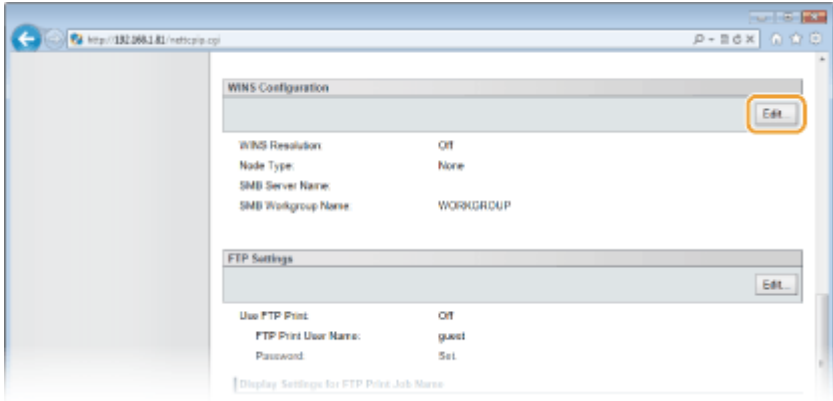 http://192.168.1.81/nettcpip.cgi
WINS Configuration
Edit...
WINS Resolution: Off
Node Type: None
SMB Server Name:
SMB Workgroup Name: WORKGROUP
FTP Settings
Edit...
Use FTP Print: Off
FTP Print User Name: guest
Password: Set
Display Settings for FTP Print Job Name